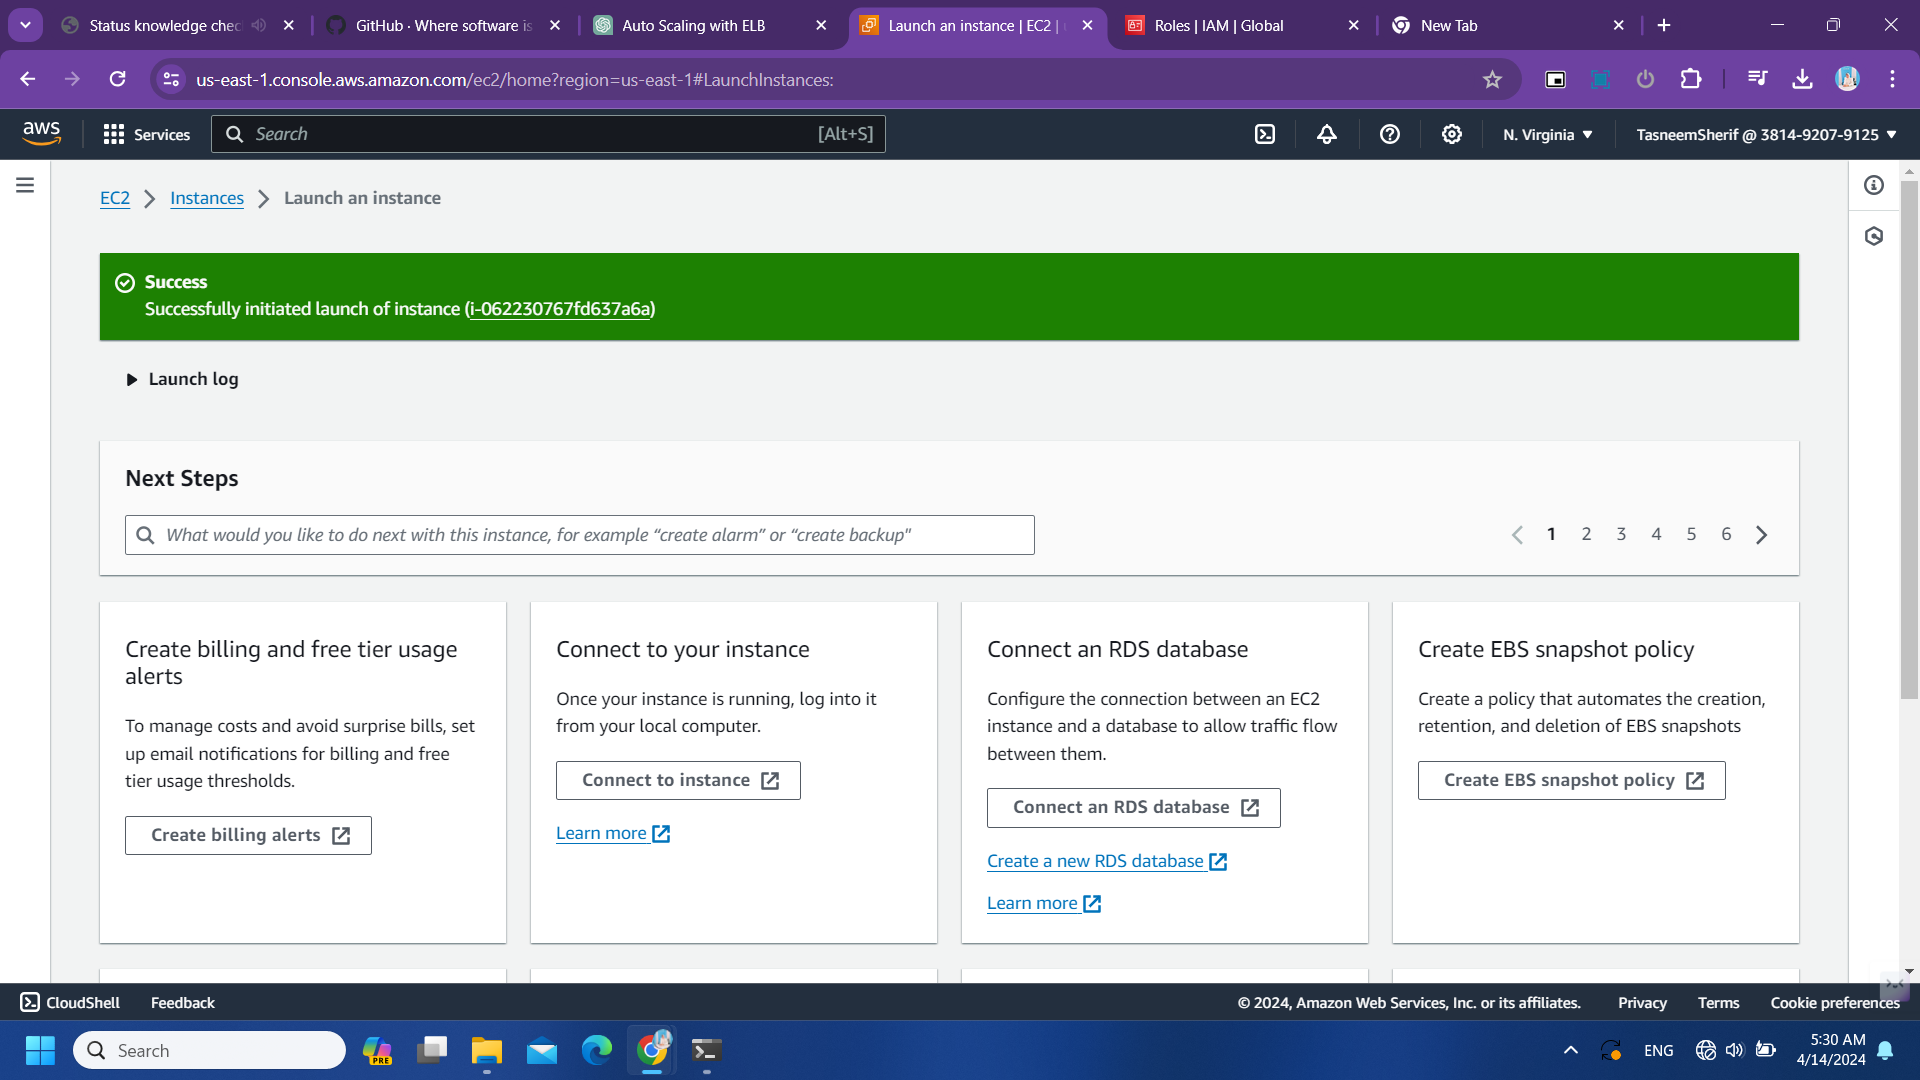 Status knowledge chec
GitHub · Where software is
Auto Scaling with ELB
Launch an instance | EC2 |
Roles | IAM | Global
New Tab
us-east-1.console.aws.amazon.com/ec2/home?region=us-east-1#LaunchInstances:
aws
Services
Search
[Alt+S]
N. Virginia
TasneemSherif @ 3814-9207-9125
EC2
Instances
Launch an instance
Success
Successfully initiated launch of instance (i-062230767fd637a6a)
Launch log
Next Steps
What would you like to do next with this instance, for example “create alarm” or “create backup"
1 2 3 4 5 6
Create billing and free tier usage
alerts
To manage costs and avoid surprise bills, set
up email notifications for billing and free
tier usage thresholds.
Create billing alerts
Connect to your instance
Once your instance is running, log into it
from your local computer.
Connect to instance
Learn more
Connect an RDS database
Configure the connection between an EC2
instance and a database to allow traffic flow
between them.
Connect an RDS database
Create a new RDS database
Learn more
Create EBS snapshot policy
Create a policy that automates the creation,
retention, and deletion of EBS snapshots
Create EBS snapshot policy
CloudShell
Feedback
© 2024, Amazon Web Services, Inc. or its affiliates.
Privacy
Terms
Cookie preferences
Search
PRE
ENG
5:30 AM
4/14/2024